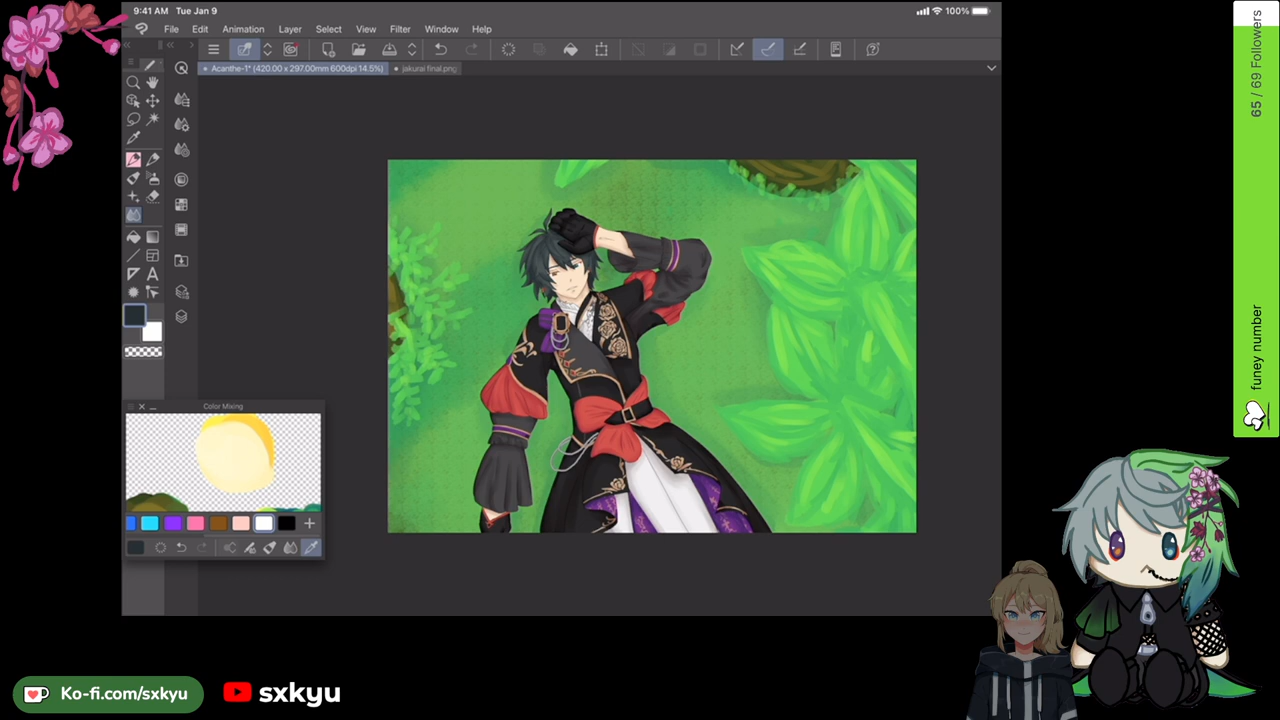 9:41 AM Tue Jan 9
100%
File Edit Animation Layer Select View Filter Window Help
Acanthe-1* (420.00 x 297.00mm 600dpi 14.5%)
jakurai final.png
Color Mixing
65 / 69 Followers
funey number
Ko-fi.com/sxkyu
sxkyu